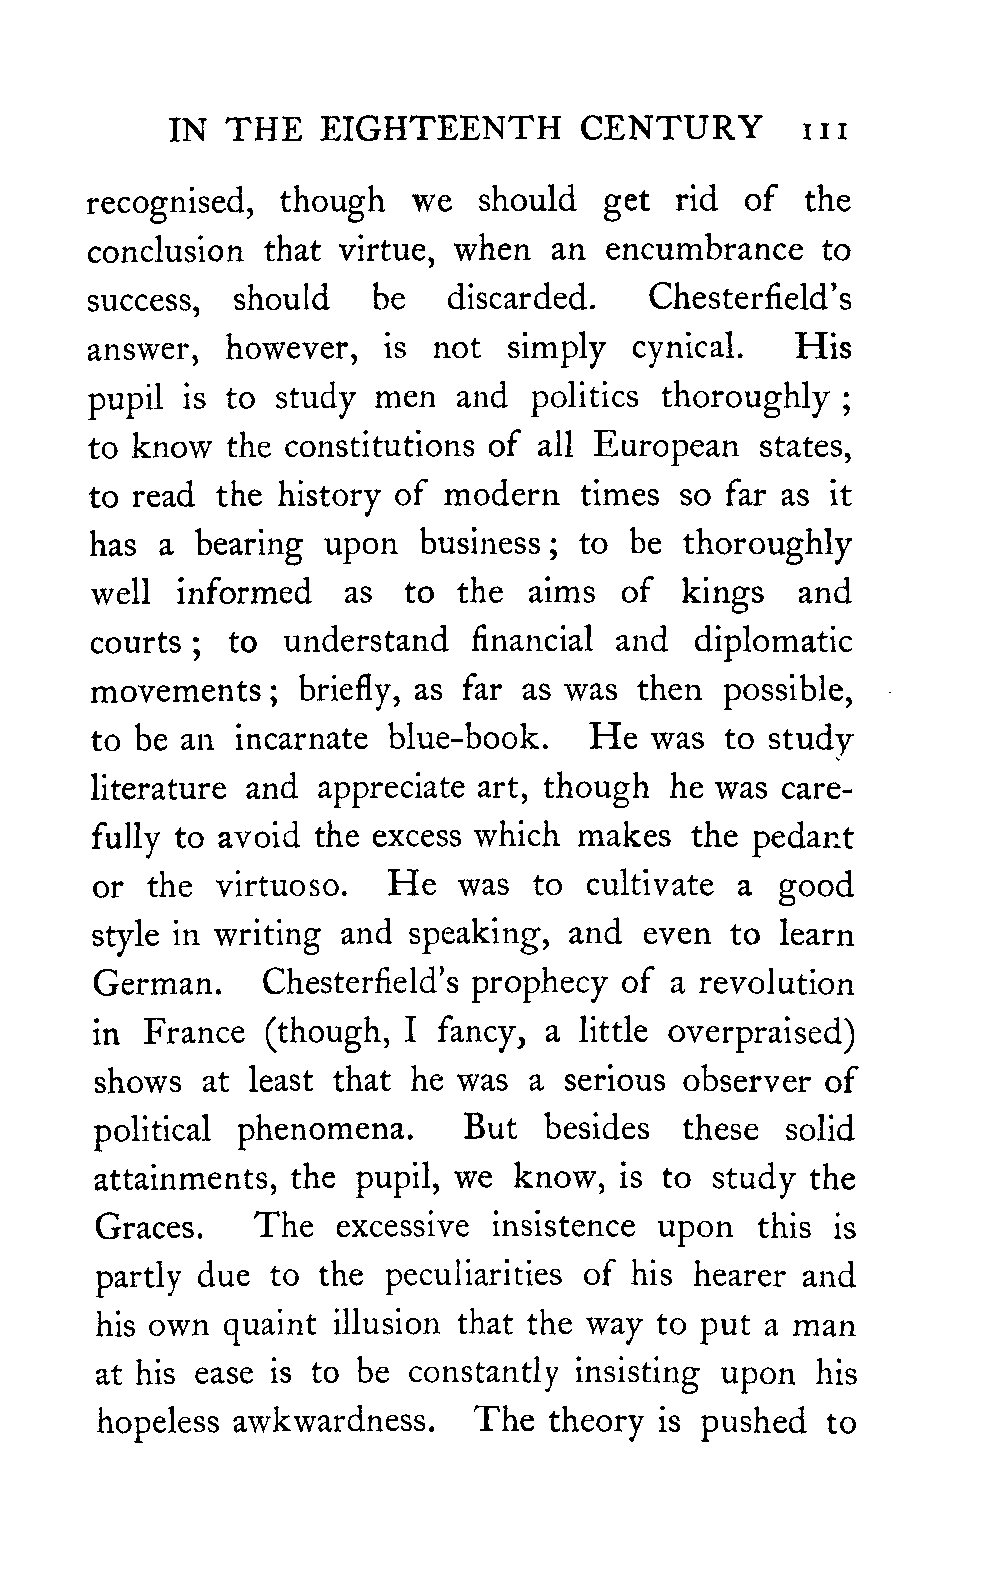 IN THE EIGHTEENTH CENTURY 111
recognised, though we should get rid of the
conclusion that virtue, when an encumbrance to
success, should be discarded. Chesterfield's
answer, however, is not simply cynical. His
pupil is to study men and politics thoroughly ;
to know the constitutions of all European states,
to read the history of modern times so far as it
has a bearing upon business ; to be thoroughly
well informed as to the aims of kings and
courts ; to understand financial and diplomatic
movements ; briefly, as far as was then possible,
to be an incarnate blue-book. He was to study
literature and appreciate art, though he was care-
fully to avoid the excess which makes the pedant
or the virtuoso. He was to cultivate a good
style in writing and speaking, and even to learn
German. Chesterfield's prophecy of a revolution
in France (though, I fancy, a little overpraised)
shows at least that he was a serious observer of
political phenomena. But besides these solid
attainments, the pupil, we know, is to study the
Graces. The excessive insistence upon this is
partly due to the peculiarities of his hearer and
his own quaint illusion that the way to put a man
at his ease is to be constantly insisting upon his
hopeless awkwardness. The theory is pushed to